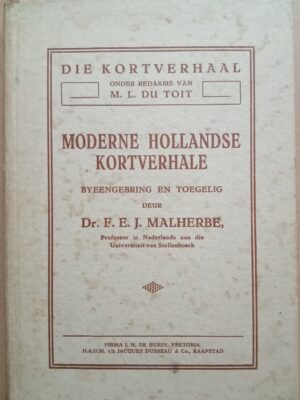 DIE KORTVERHAAL
ONDER REDAKSIE VAN
M. L. DU TOIT
MODERNE HOLLANDSE
KORTVERHALE
BYEENGEBRING EN TOEGELIG
DEUR
Dr. F. E. J. MALHERBE,
Professor in Nederlands aan die
Universiteit van Stellenbosch
FIRMA J. H. DE BUSSY, PRETORIA
H.A.U.M. v/h JACQUES DUSSEAU & Co., KAAPSTAD